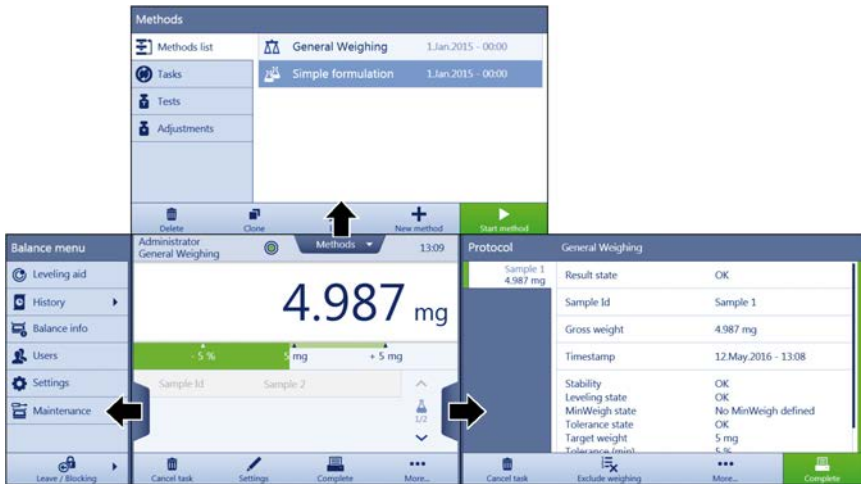 Methods
Methods list
General Weighing 1.Jan.2015 - 00:00
Tasks
Simple formulation 1.Jan.2015 - 00:00
Tests
Adjustments
Delete
Clone
New method
Start method
Balance menu
Leveling aid
History
Balance info
Users
Settings
Maintenance
Leave / Blocking
Administrator
General Weighing
Methods
13:09
4.987 mg
- 5 %
5 mg
+ 5 mg
Sample Id Sample 2
1/2
Cancel task
Settings
Complete
More...
Protocol
General Weighing
Sample 1
4.987 mg
Result state OK
Sample Id Sample 1
Gross weight 4.987 mg
Timestamp 12.May.2016 - 13:08
Stability OK
Leveling state OK
MinWeigh state No MinWeigh defined
Tolerance state OK
Target weight 5 mg
Tolerance (min) 5 %
Cancel task
Exclude weighing
More...
Complete